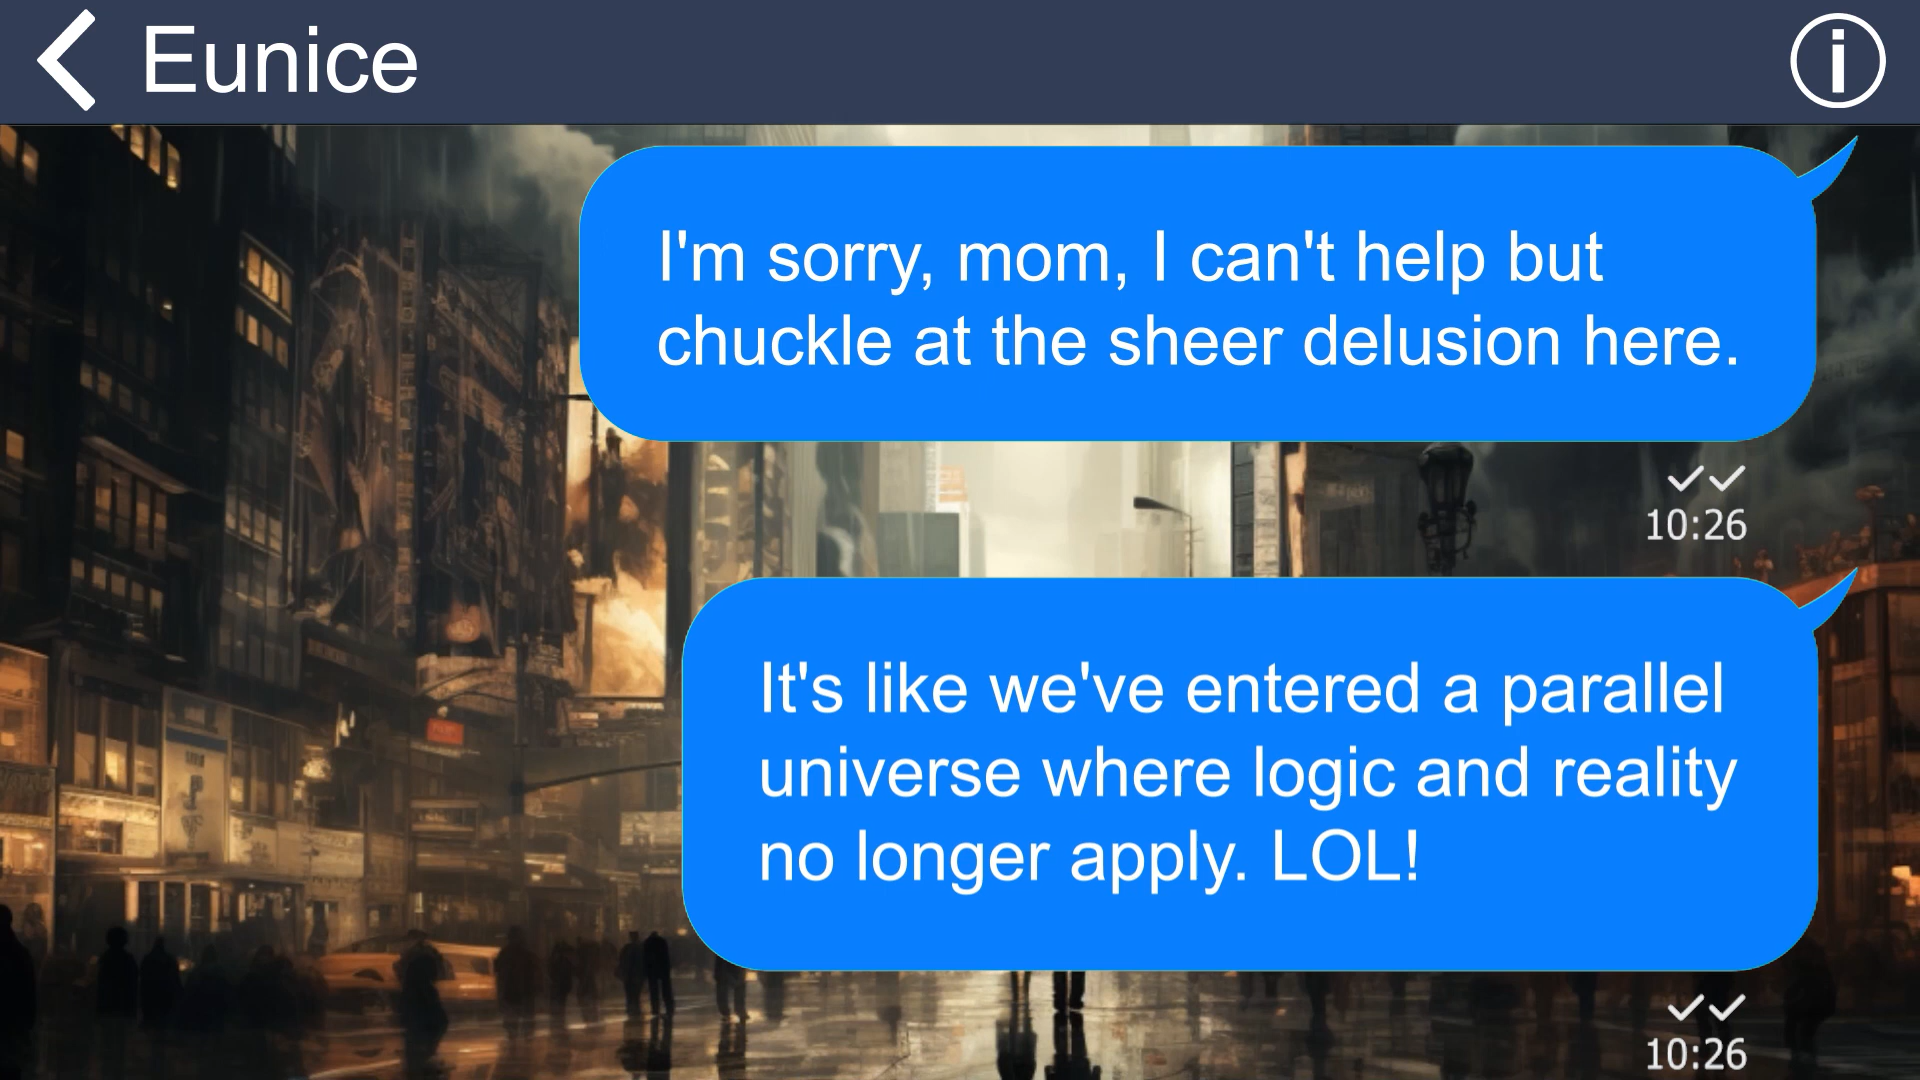 Eunice
I'm sorry, mom, I can't help but
chuckle at the sheer delusion here.
10:26
It's like we've entered a parallel
universe where logic and reality
no longer apply. LOL!
10:26